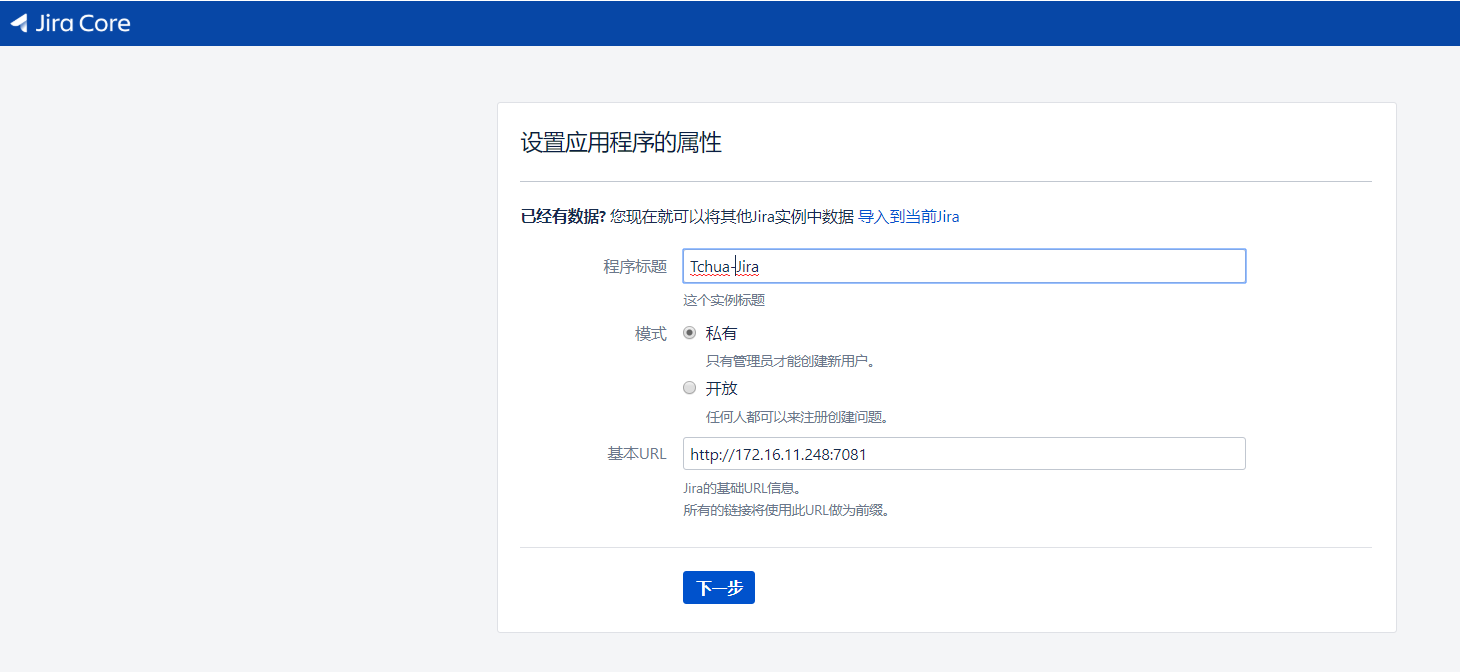 Jira Core
设置应用程序的属性
已经有数据? 您现在就可以将其他Jira实例中数据 导入到当前Jira
程序标题 Tchua-Jira
这个实例标题
模式 私有
只有管理员才能创建新用户。
开放
任何人都可以来注册创建问题。
基本URL http://172.16.11.248:7081
Jira的基础URL信息。
所有的链接将使用此URL做为前缀。
下一步